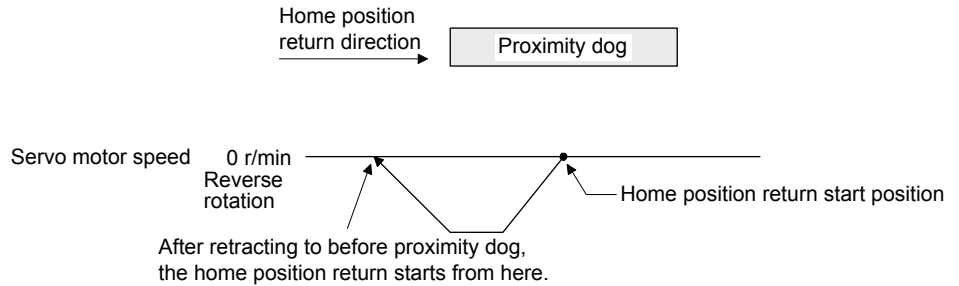 Home position
return direction
Proximity dog
Servo motor speed 0 r/min
Reverse
rotation
Home position return start position
After retracting to before proximity dog,
the home position return starts from here.